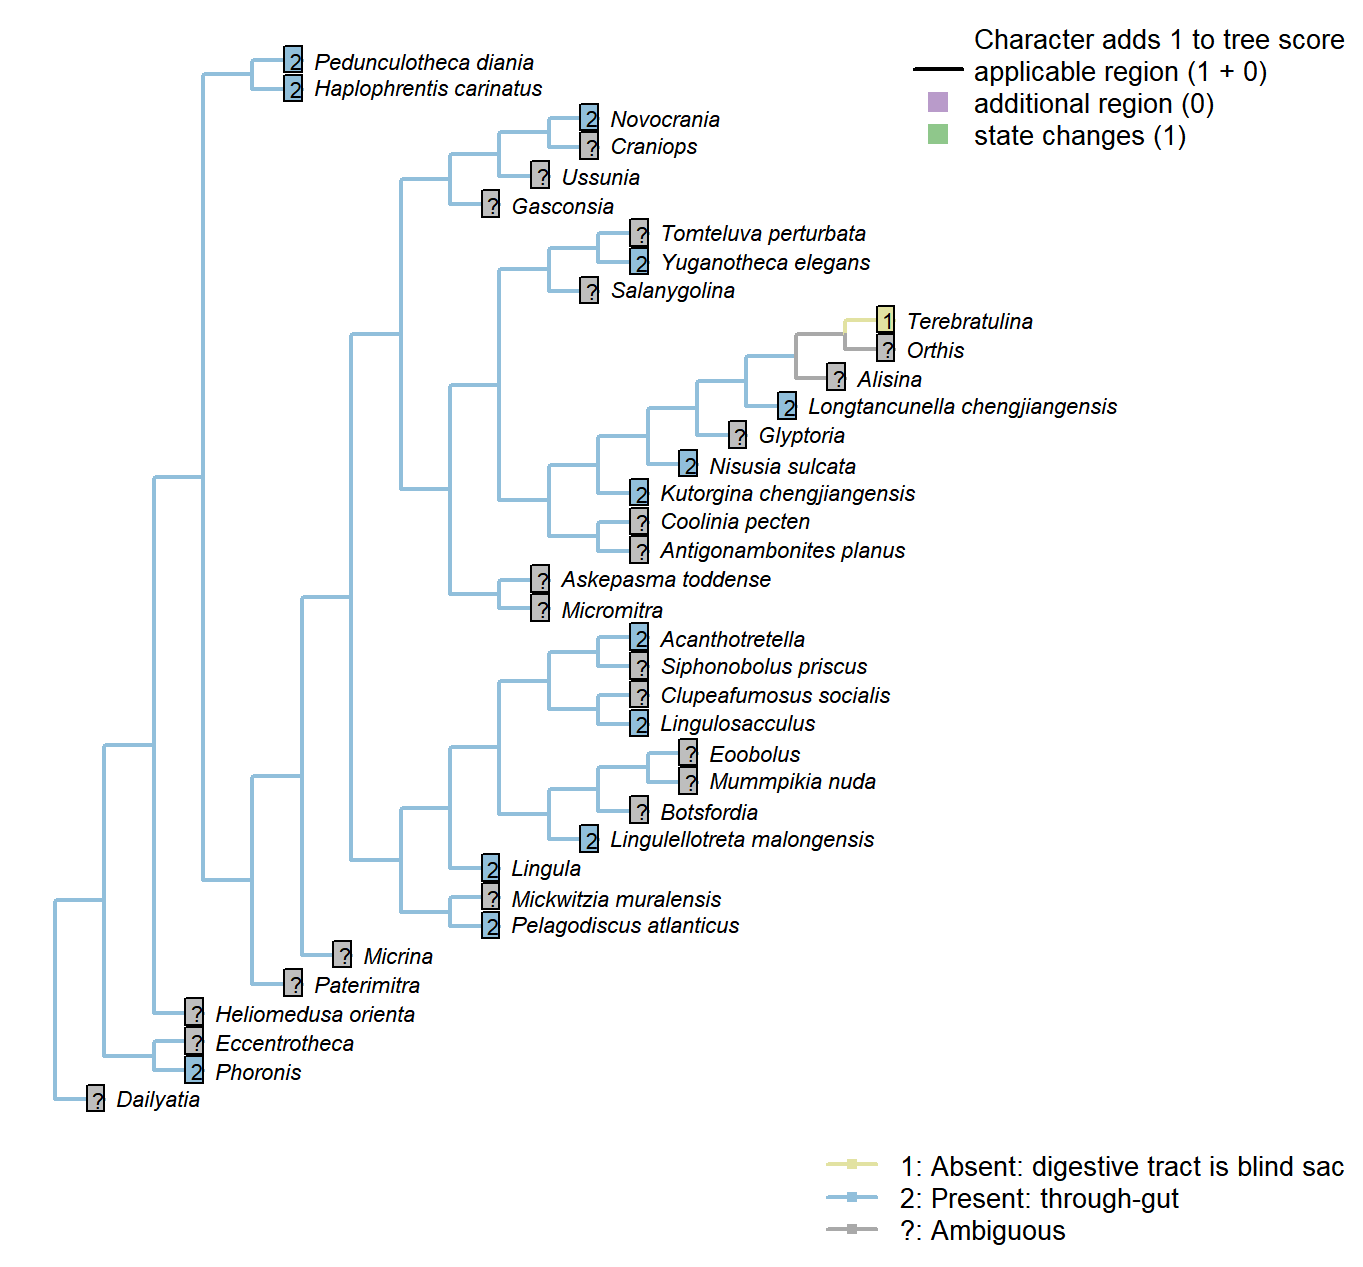 Character adds 1 to tree score
applicable region (1 + 0)
additional region (0)
state changes (1)
2 Pedunculotheca diania
2 Haplophrentis carinatus
2 Novocrania
? Craniops
? Ussunia
? Gasconsia
? Tomteluva perturbata
2 Yuganotheca elegans
? Salanygolina
1 Terebratulina
? Orthis
? Alisina
2 Longtancunella chengjiangensis
? Glyptoria
2 Nisusia sulcata
2 Kutorgina chengjiangensis
? Coolinia pecten
? Antigonambonites planus
? Askepasma toddense
? Micromitra
2 Acanthotretella
? Siphonobolus priscus
? Clupeafumosus socialis
2 Lingulosacculus
? Eoobolus
? Mummpikia nuda
? Botsfordia
2 Lingulellotreta malongensis
2 Lingula
? Mickwitzia muralensis
2 Pelagodiscus atlanticus
? Micrina
? Paterimitra
? Heliomedusa orienta
? Eccentrotheca
2 Phoronis
? Dailyatia
1: Absent: digestive tract is blind sac
2: Present: through-gut
?: Ambiguous